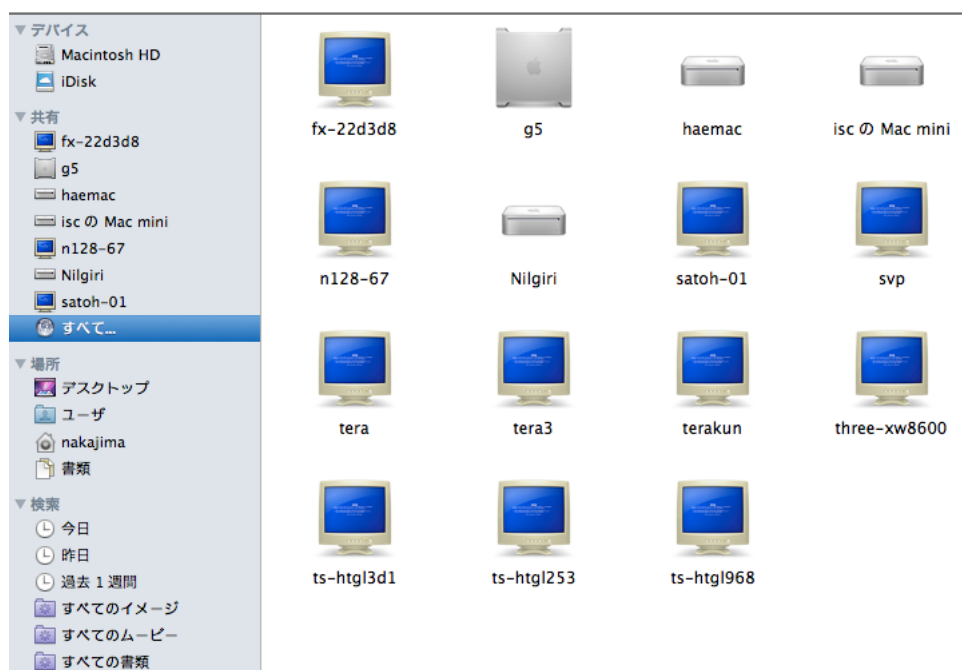 デバイス
Macintosh HD
iDisk
共有
fx-22d3d8
g5
haemac
isc の Mac mini
n128-67
Nilgiri
satoh-01
すべて...
場所
デスクトップ
ユーザ
nakajima
書類
検索
今日
昨日
過去 1 週間
すべてのイメージ
すべてのムービー
すべての書類
fx-22d3d8
g5
haemac
isc の Mac mini
n128-67
Nilgiri
satoh-01
svp
tera
tera3
terakun
three-xw8600
ts-htgl3d1
ts-htgl253
ts-htgl968